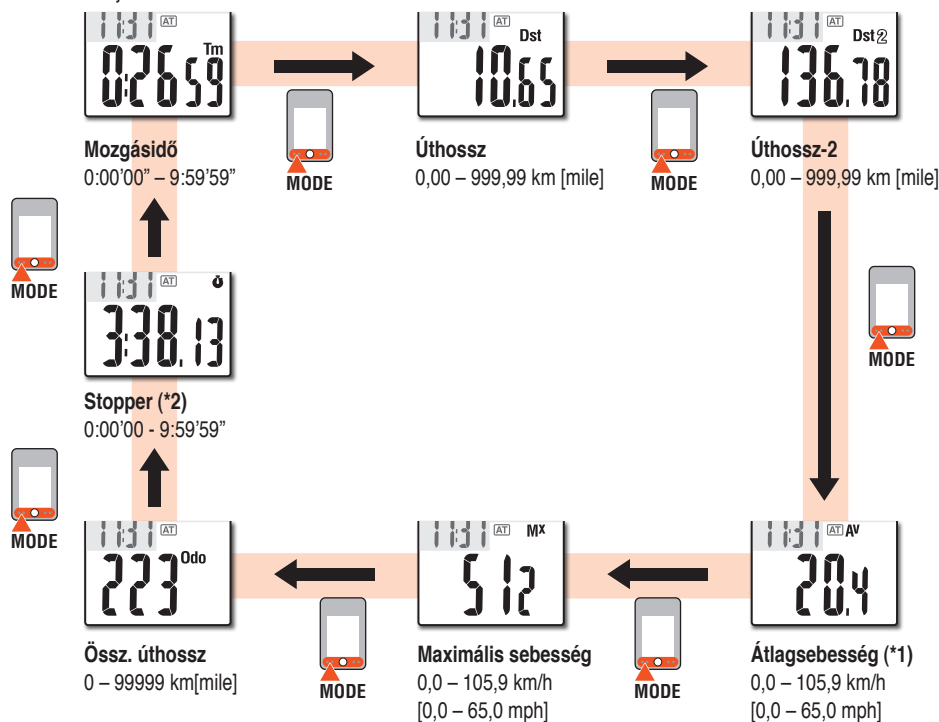 11:31 AT
Tm
0:26 59
Mozgásidő
0:00'00” – 9:59'59”
MODE
11:31 AT
Dst
10.65
Úthossz
0,00 – 999,99 km [mile]
MODE
11:31 AT
Dst2
136.78
Úthossz-2
0,00 – 999,99 km [mile]
MODE
MODE
11:31 AT
3:38.13
Stopper (*2)
0:00'00 - 9:59'59”
MODE
11:31 AT
Odo
223
Össz. úthossz
0 – 99999 km[mile]
MODE
11:31 AT Mx
512
Maximális sebesség
0,0 – 105,9 km/h
[0,0 – 65,0 mph]
MODE
11:31 AT AV
20.4
Átlagsebesség (*1)
0,0 – 105,9 km/h
[0,0 – 65,0 mph]